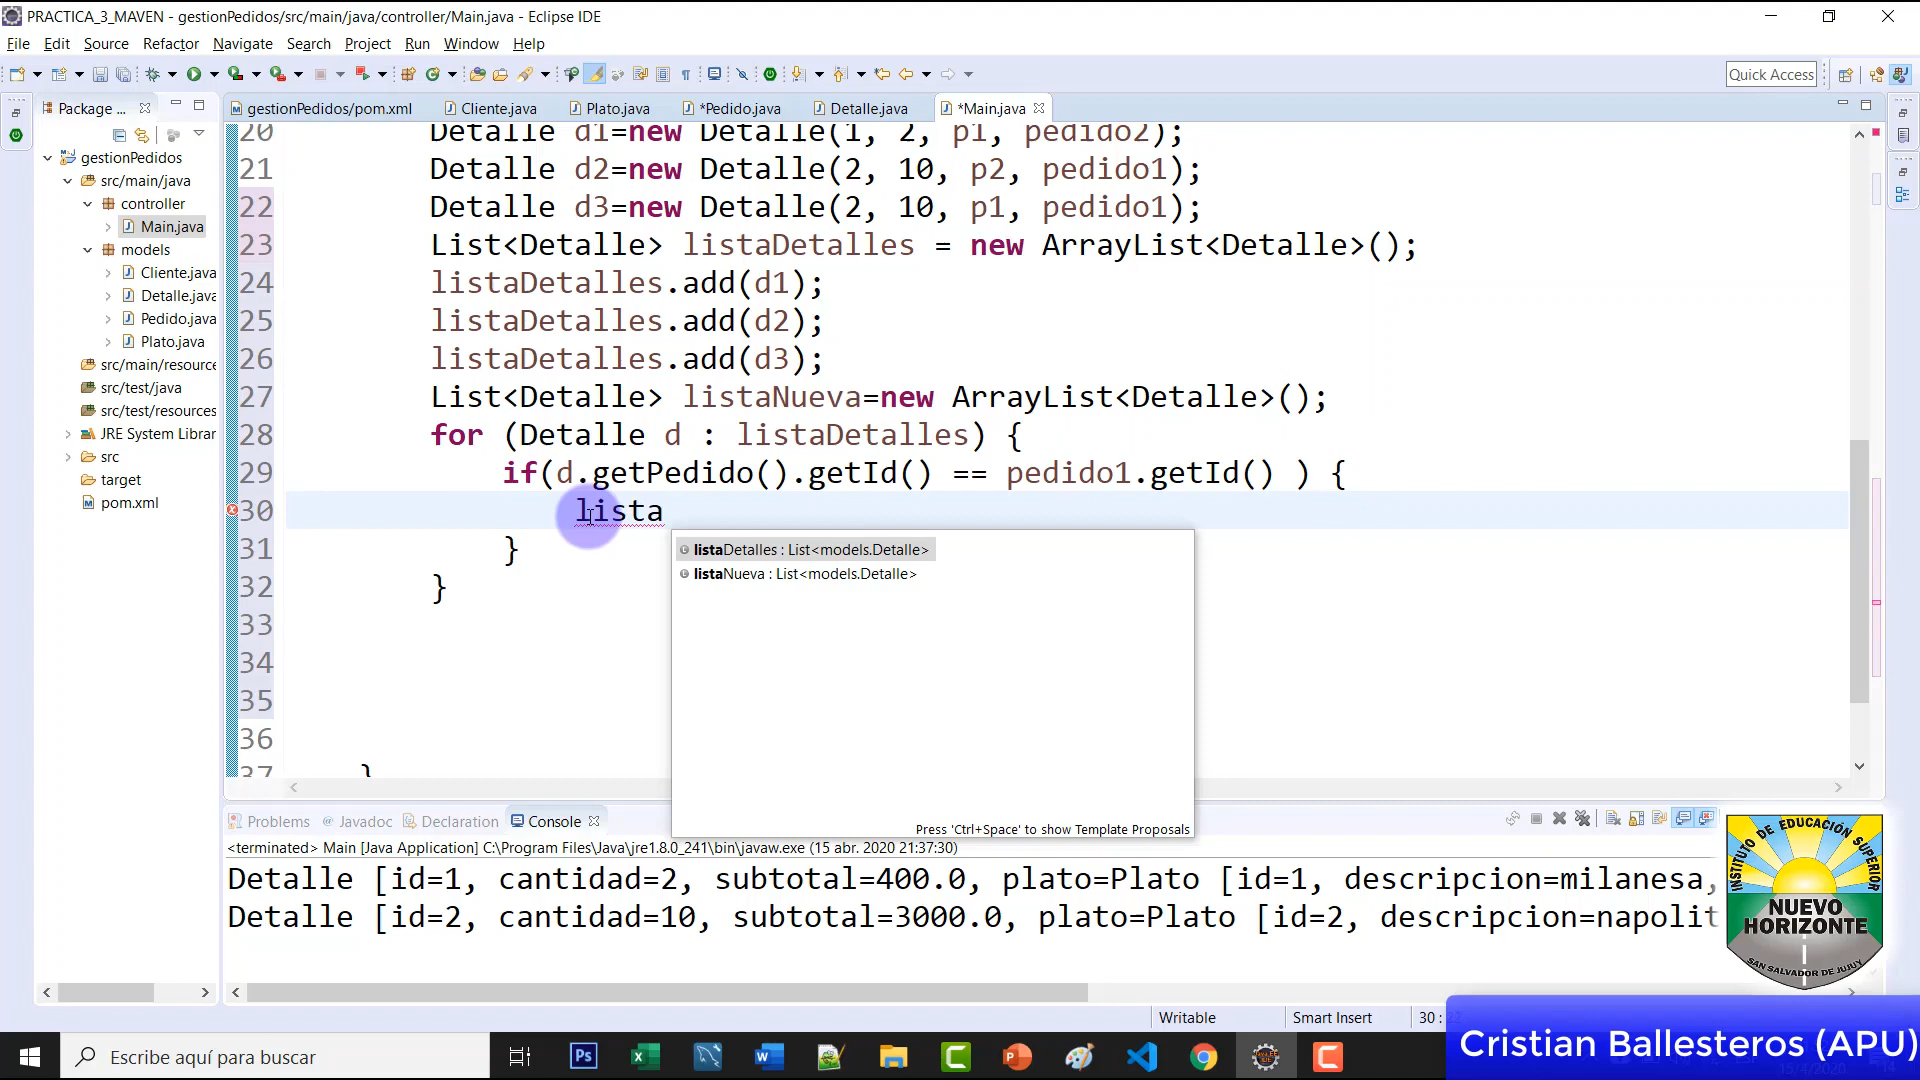 PRACTICA_3_MAVEN - gestionPedidos/src/main/java/controller/Main.java - Eclipse IDE
File Edit Source Refactor Navigate Search Project Run Window Help
Quick Access
Package ...
gestionPedidos/pom.xml Cliente.java Plato.java *Pedido.java Detalle.java *Main.java
gestionPedidos
src/main/java
controller
Main.java
models
Cliente.java
Detalle.java
Pedido.java
Plato.java
src/main/resource
src/test/java
src/test/resources
JRE System Librar
src
target
pom.xml
20 Detalle d1=new Detalle(1, 2, p1, pedido2);
21 Detalle d2=new Detalle(2, 10, p2, pedido1);
22 Detalle d3=new Detalle(2, 10, p1, pedido1);
23 List<Detalle> listaDetalles = new ArrayList<Detalle>();
24 listaDetalles.add(d1);
25 listaDetalles.add(d2);
26 listaDetalles.add(d3);
27 List<Detalle> listaNueva=new ArrayList<Detalle>();
28 for (Detalle d : listaDetalles) {
29 if(d.getPedido().getId() == pedido1.getId() ) {
30 lista
31 }
32 }
33
34
35
36
37 }
listaDetalles : List<models.Detalle>
listaNueva : List<models.Detalle>
Press 'Ctrl+Space' to show Template Proposals
Problems @ Javadoc Declaration Console
<terminated> Main [Java Application] C:\Program Files\Java\jre1.8.0_241\bin\javaw.exe (15 abr. 2020 21:37:30)
Detalle [id=1, cantidad=2, subtotal=400.0, plato=Plato [id=1, descripcion=milanesa,
Detalle [id=2, cantidad=10, subtotal=3000.0, plato=Plato [id=2, descripcion=napolit
INSTITUTO DE EDUCACIÓN SUPERIOR
NUEVO
HORIZONTE
SAN SALVADOR DE JUJUY
Writable Smart Insert 30 :
Cristian Ballesteros (APU)
Escribe aquí para buscar